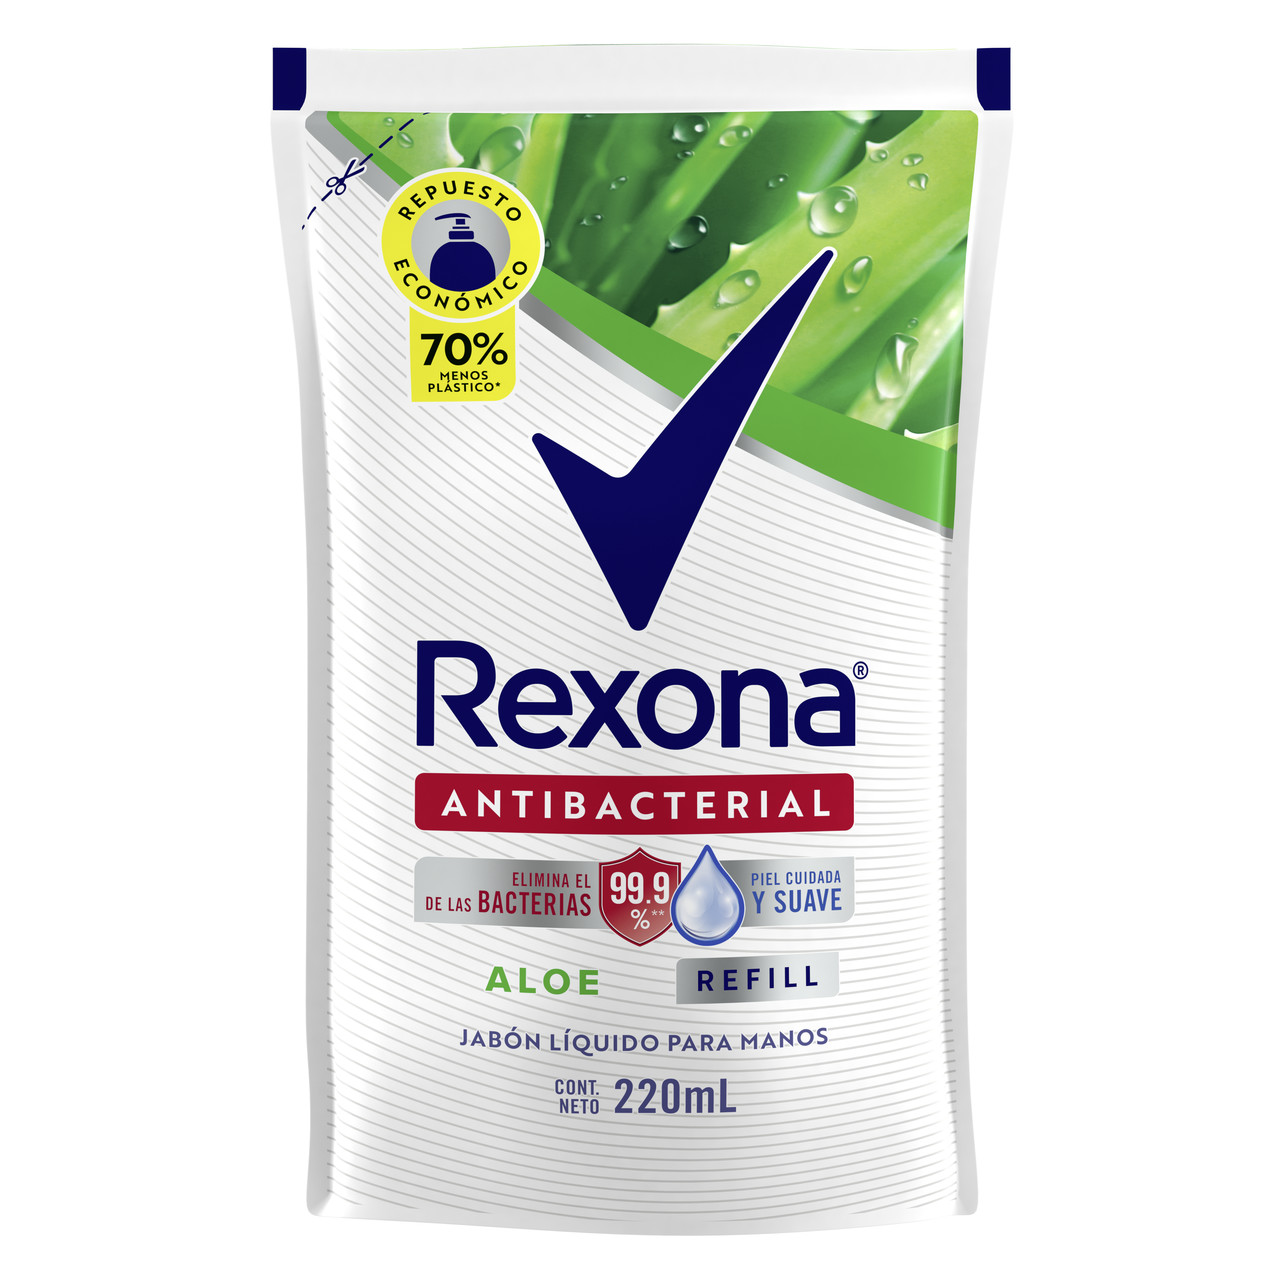 REPUESTO
ECONÓMICO
70%
MENOS
PLÁSTICO*
Rexona®
ANTIBACTERIAL
ELIMINA EL
DE LAS BACTERIAS
99.9
%**
PIEL CUIDADA
Y SUAVE
ALOE
REFILL
JABÓN LÍQUIDO PARA MANOS
CONT.
NETO
220mL